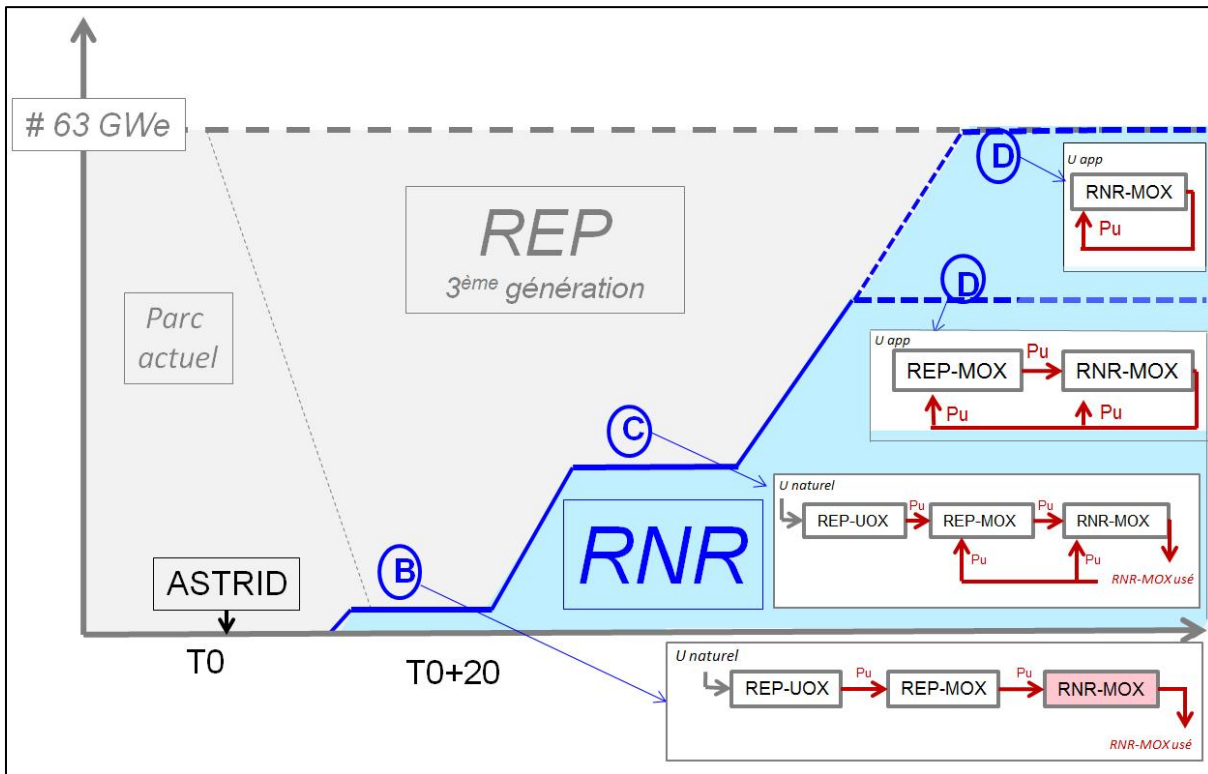 # 63 GWe
REP
3ème génération
Parc
actuel
D
U app
RNR-MOX
Pu
D
U app
REP-MOX
Pu
RNR-MOX
Pu
Pu
C
U naturel
REP-UOX
Pu
REP-MOX
Pu
RNR-MOX
Pu
Pu
RNR-MOX usé
RNR
B
ASTRID
T0
T0+20
U naturel
REP-UOX
Pu
REP-MOX
Pu
RNR-MOX
RNR-MOX usé